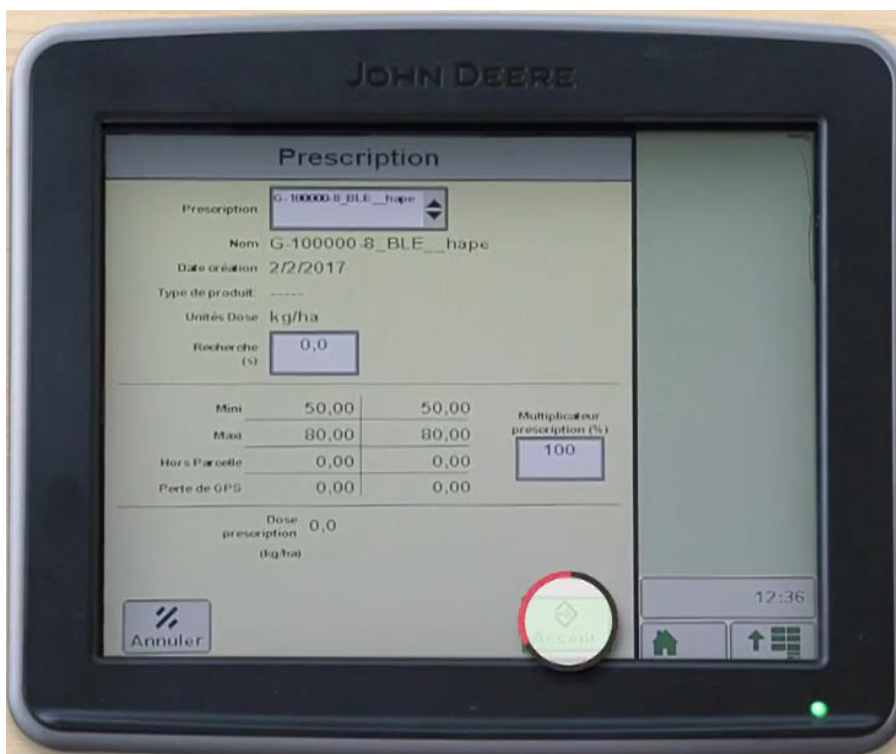 JOHN DEERE
Prescription
Prescription G-100000-8_BLE__hape
Nom G-100000-8_BLE__hape
Date création 2/2/2017
Type de produit: -----
Unités Dose kg/ha
Recherche (s) 0,0
Mini 50,00 50,00
Maxi 80,00 80,00
Hors Parcelle 0,00 0,00
Perte de GPS 0,00 0,00
Multiplicateur
prescription (%)
100
Dose
prescription 0,0
(kg/ha)
Annuler
Accept
12:36